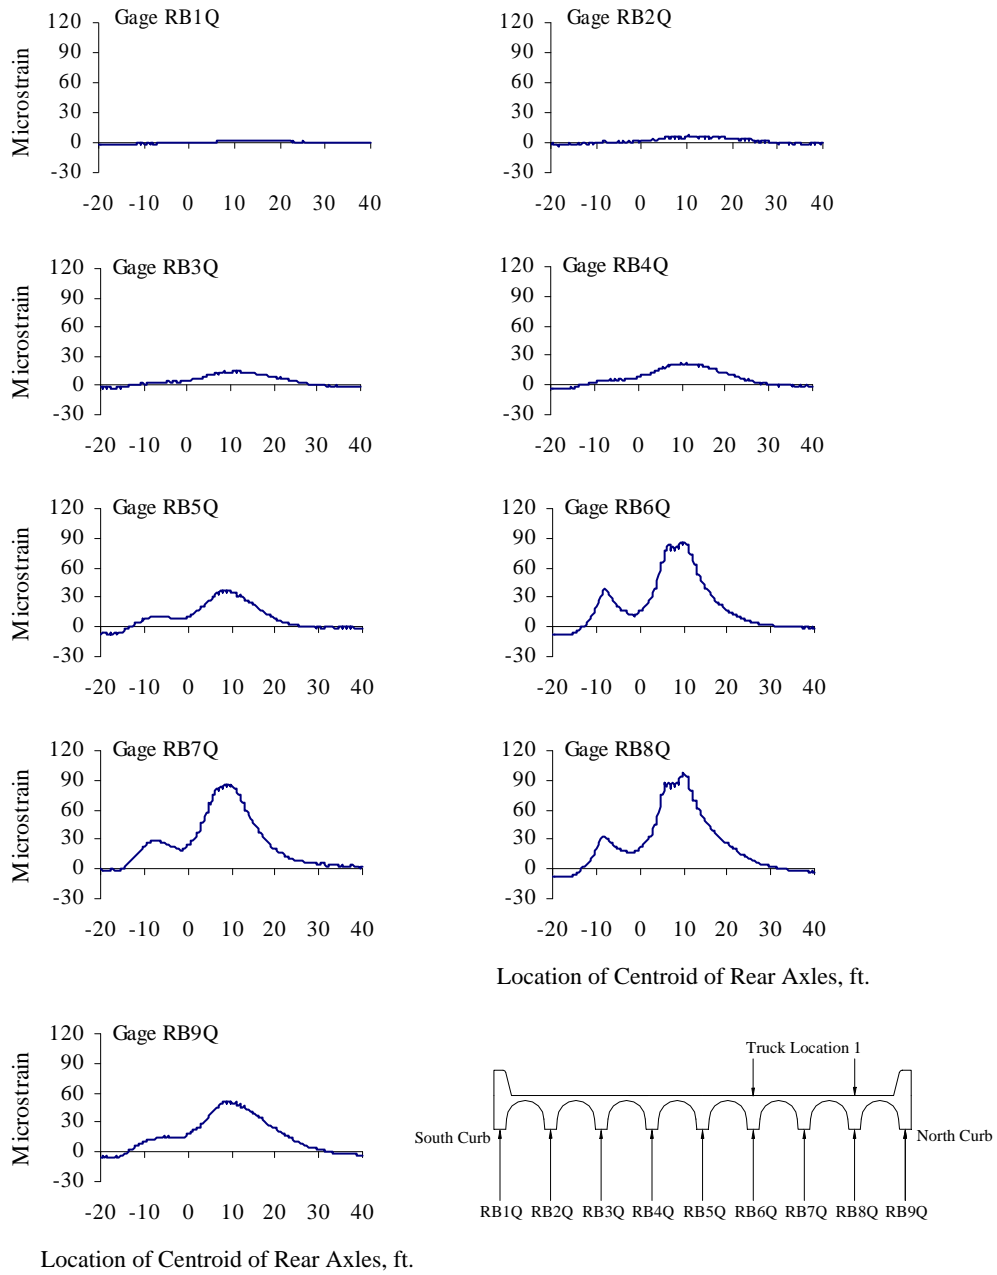 Gage RB1Q
Microstrain
120
90
60
30
0
-30
-20 -10 0 10 20 30 40
Gage RB2Q
120
90
60
30
0
-30
-20 -10 0 10 20 30 40
Gage RB3Q
Microstrain
120
90
60
30
0
-30
-20 -10 0 10 20 30 40
Gage RB4Q
120
90
60
30
0
-30
-20 -10 0 10 20 30 40
Gage RB5Q
Microstrain
120
90
60
30
0
-30
-20 -10 0 10 20 30 40
Gage RB6Q
120
90
60
30
0
-30
-20 -10 0 10 20 30 40
Gage RB7Q
Microstrain
120
90
60
30
0
-30
-20 -10 0 10 20 30 40
Gage RB8Q
120
90
60
30
0
-30
-20 -10 0 10 20 30 40
Location of Centroid of Rear Axles, ft.
Gage RB9Q
Microstrain
120
90
60
30
0
-30
-20 -10 0 10 20 30 40
Location of Centroid of Rear Axles, ft.
Truck Location 1
South Curb
North Curb
RB1Q RB2Q RB3Q RB4Q RB5Q RB6Q RB7Q RB8Q RB9Q